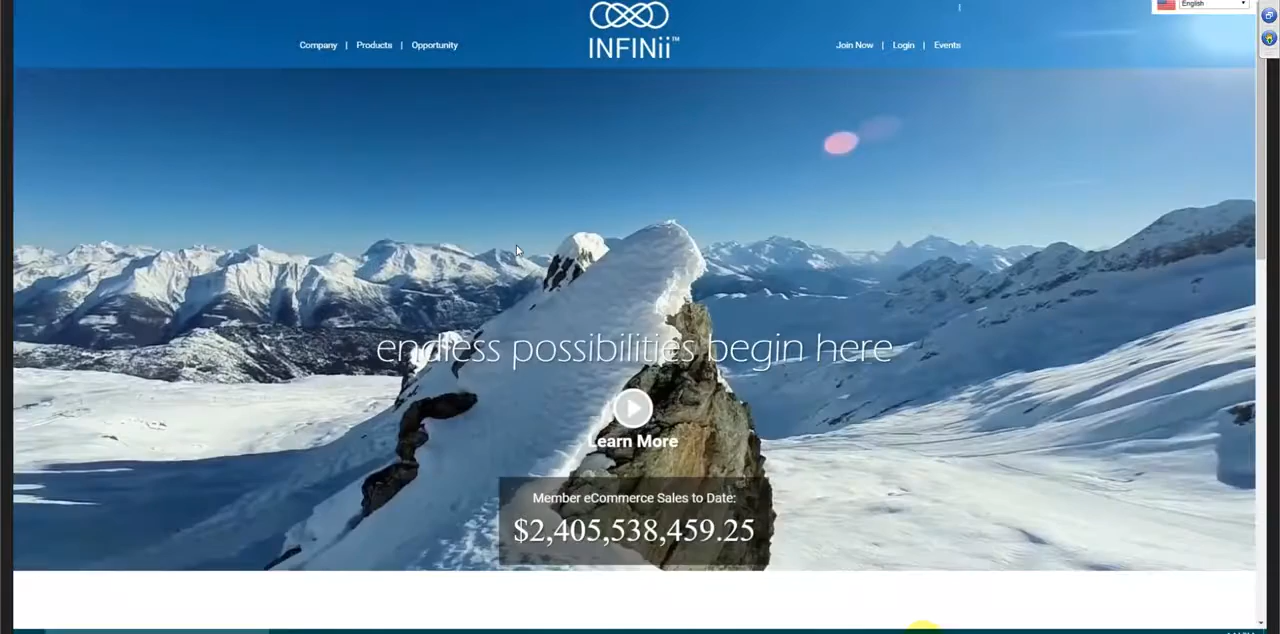 English
INFINii™
Company | Products | Opportunity
Join Now | Login | Events
endless possibilities begin here
Learn More
Member eCommerce Sales to Date:
$2,405,538,459.25